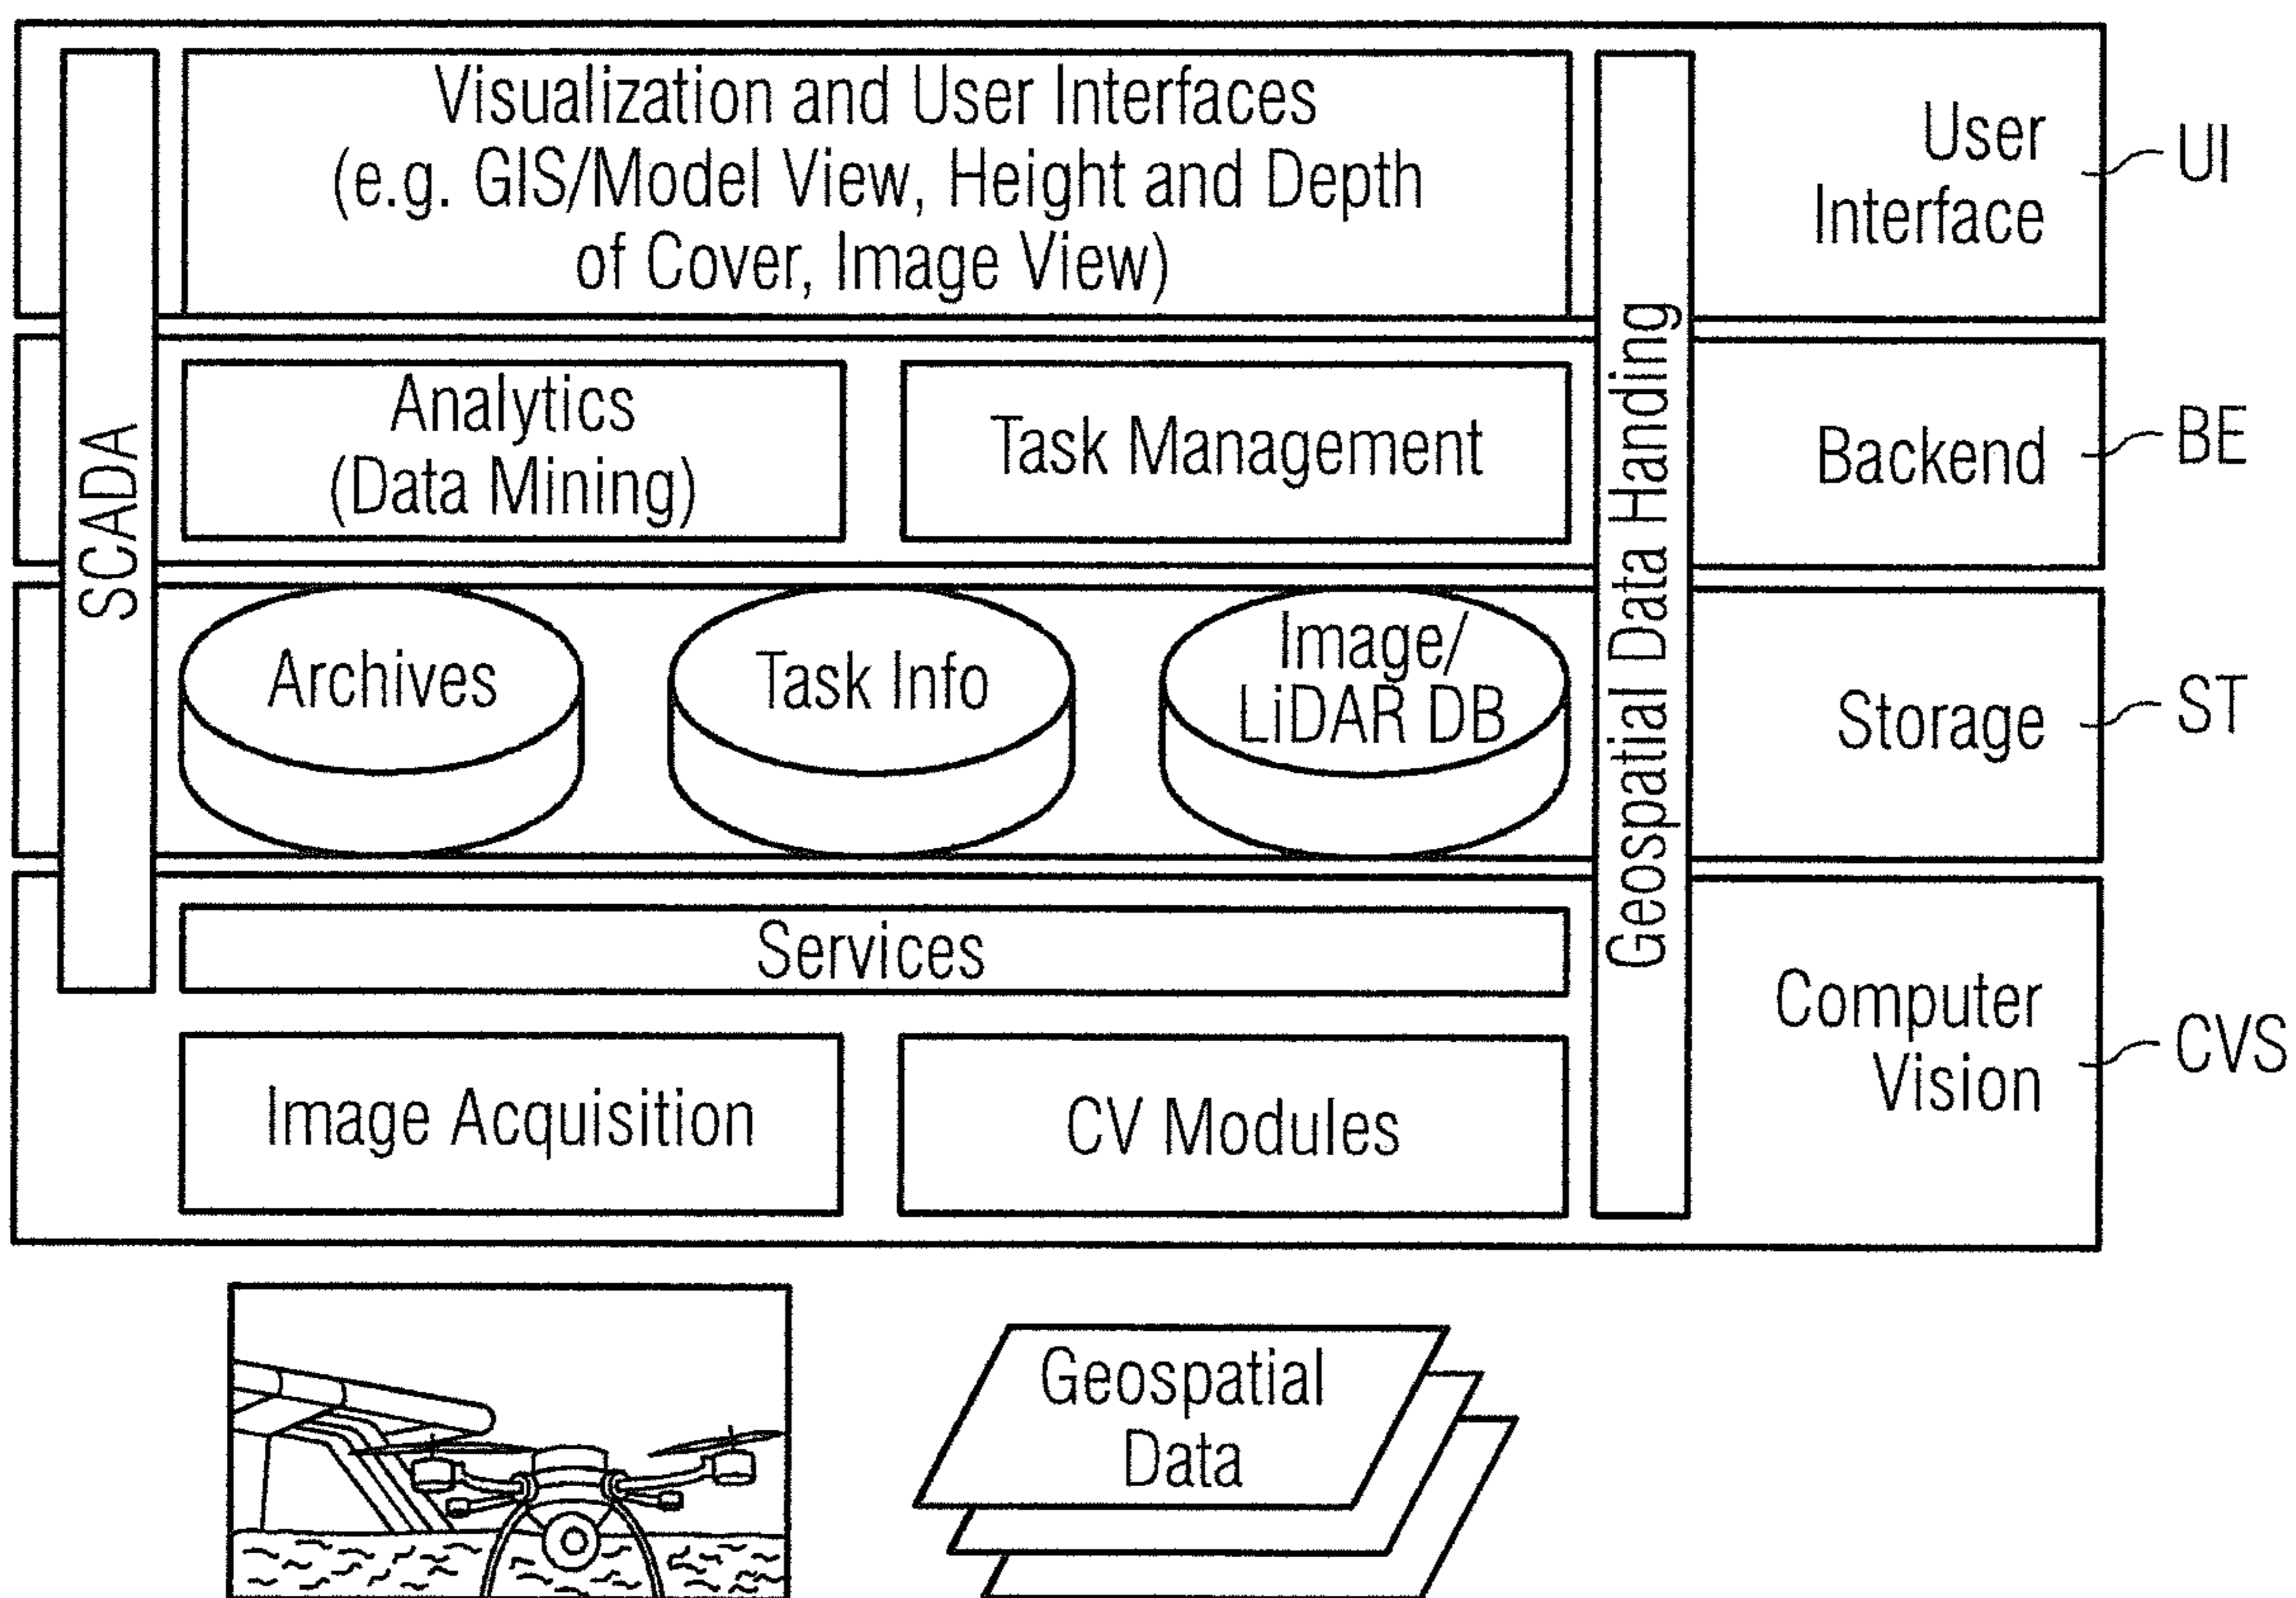 Visualization and User Interfaces
(e.g. GIS/Model View, Height and Depth
of Cover, Image View)
User
Interface
UI
SCADA
Analytics
(Data Mining)
Task Management
Geospatial Data Handing
Backend
BE
Archives
Task Info
Image/
LiDAR DB
Storage
ST
Services
Computer
Vision
CVS
Image Acquisition
CV Modules
Geospatial
Data